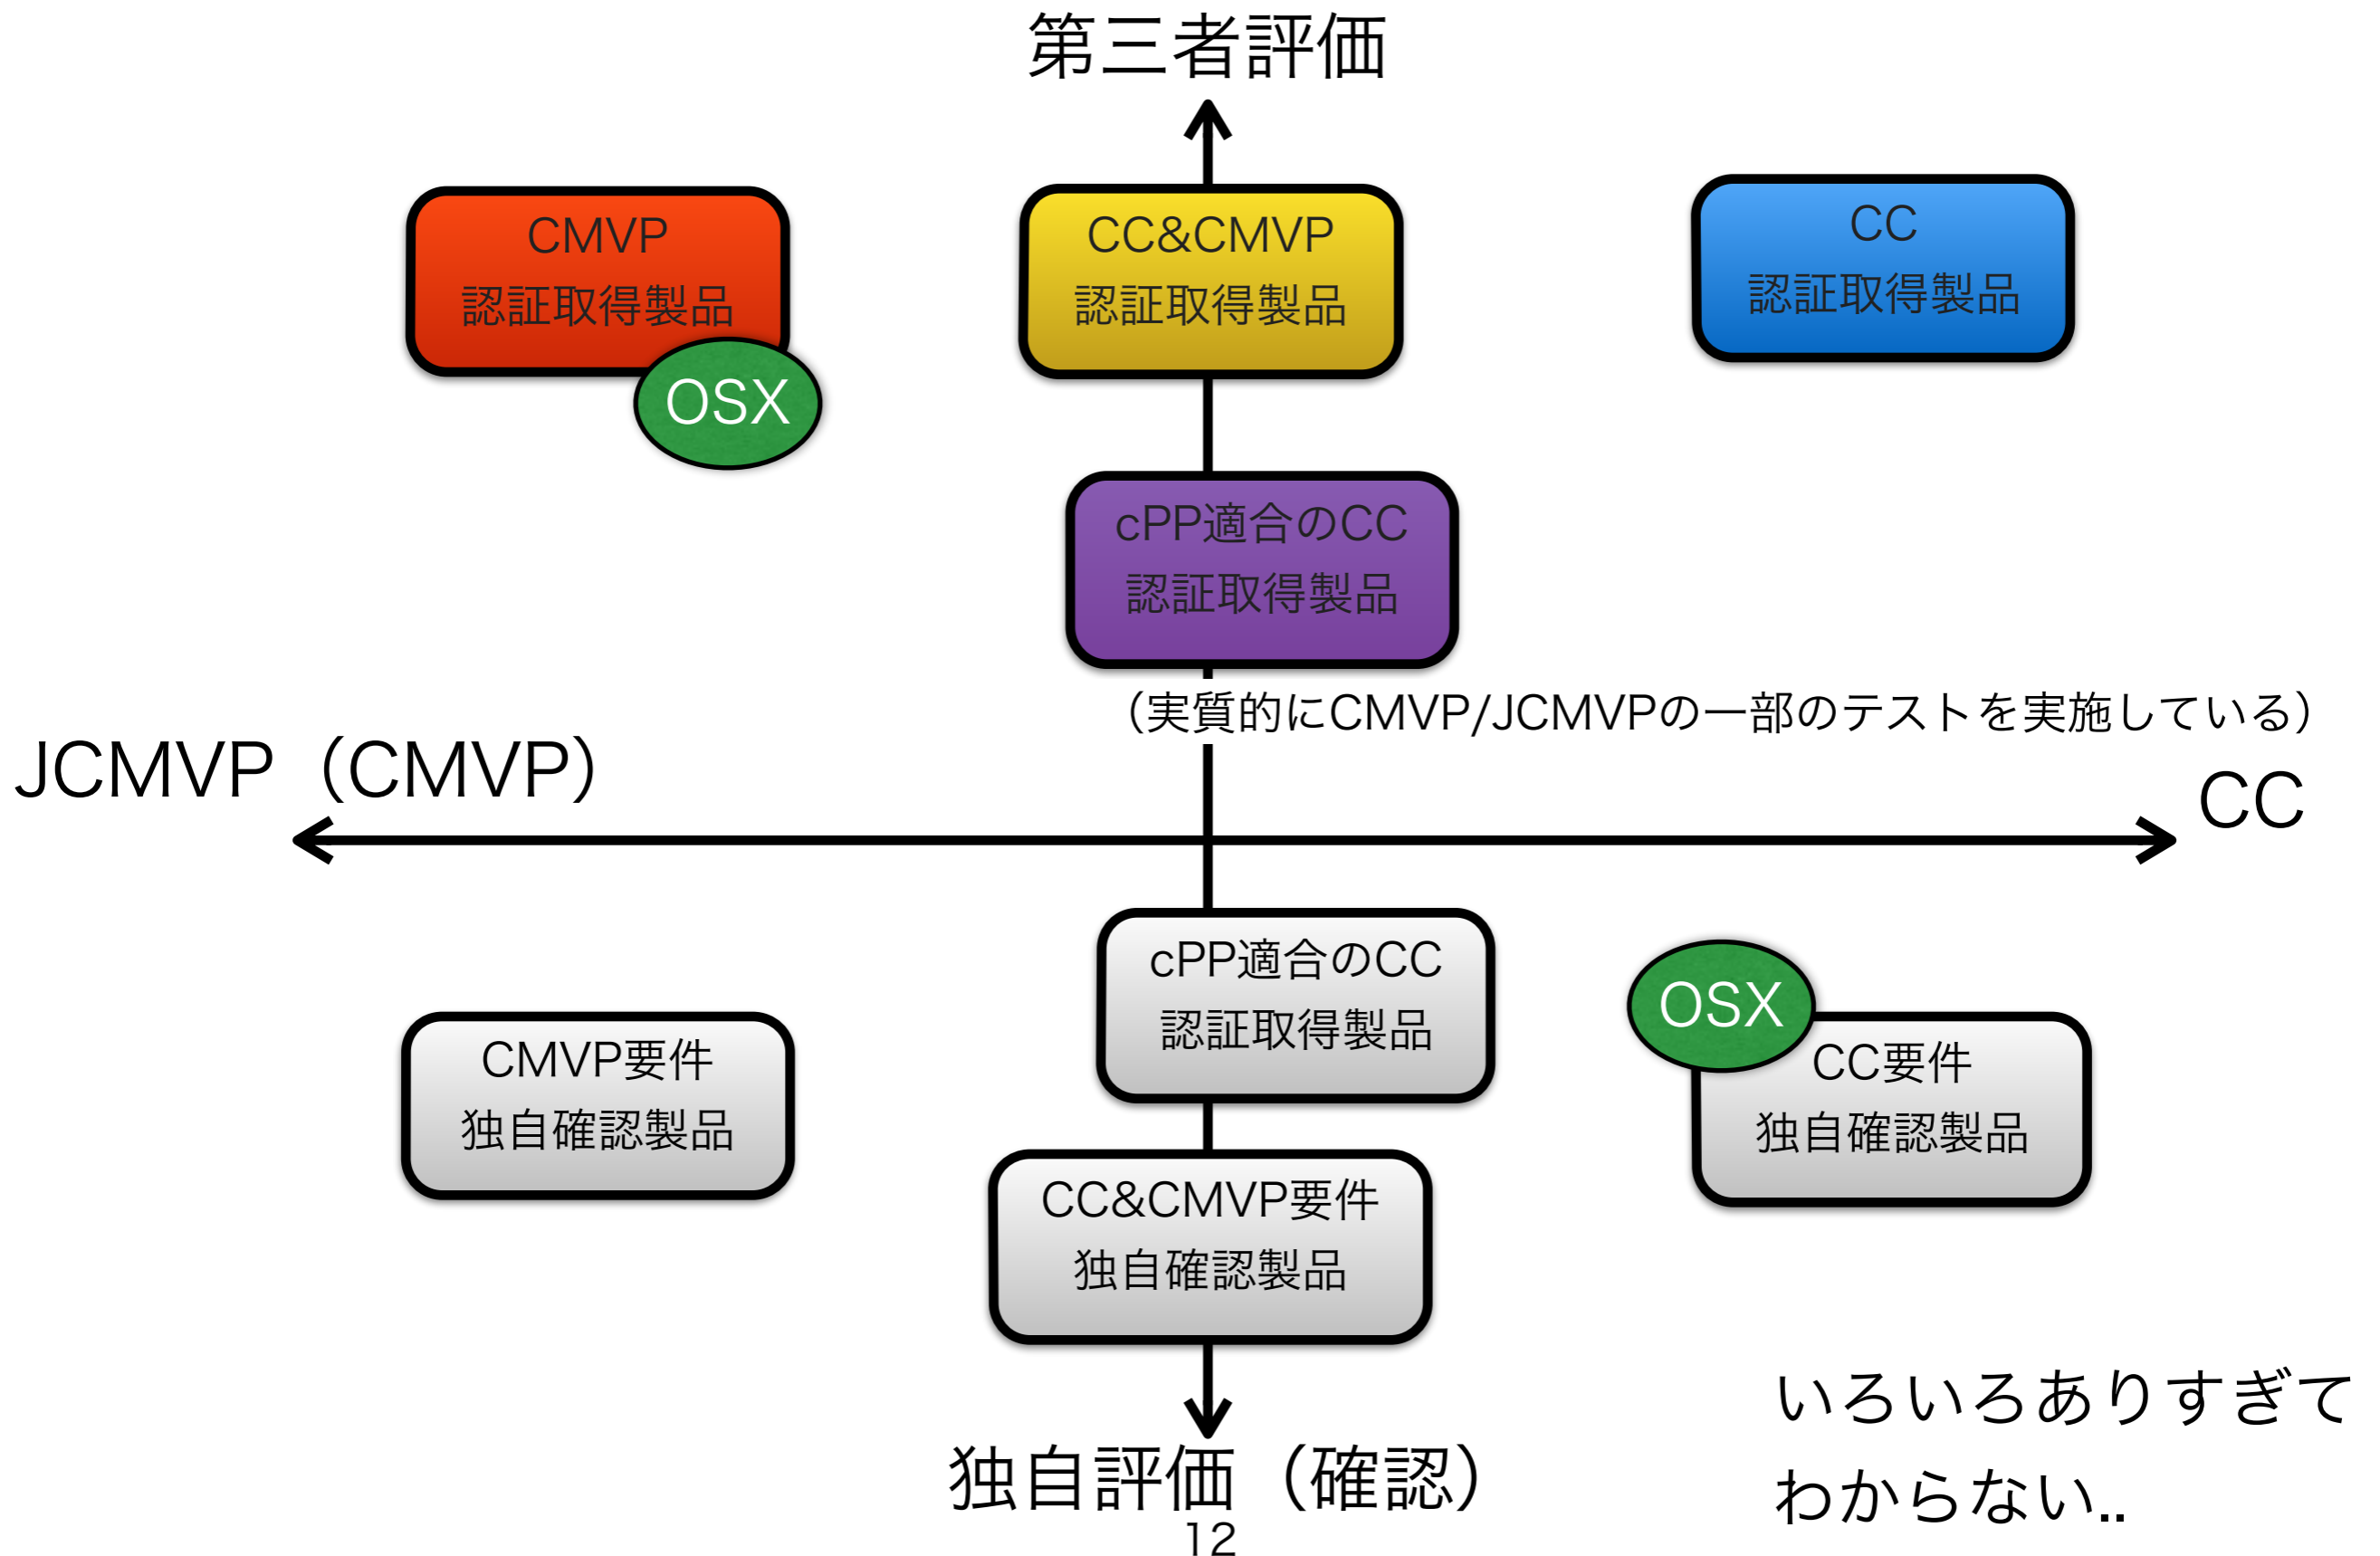 第三者評価
CMVP
認証取得製品
OSX
CC&CMVP
認証取得製品
CC
認証取得製品
cPP適合のCC
認証取得製品
（実質的にCMVP/JCMVPの一部のテストを実施している）
JCMVP（CMVP）
CC
cPP適合のCC
認証取得製品
OSX
CC要件
独自確認製品
CMVP要件
独自確認製品
CC&CMVP要件
独自確認製品
いろいろありすぎて
わからない..
独自評価（確認）
12